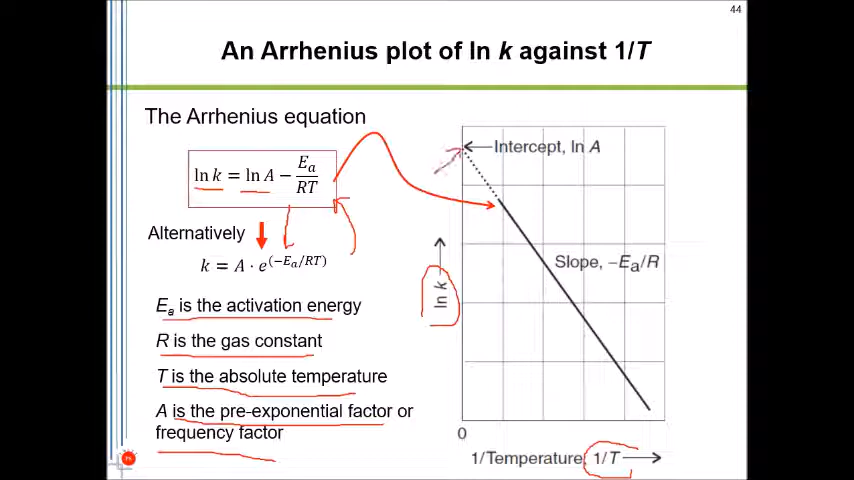 44
An Arrhenius plot of ln k against 1/T
The Arrhenius equation
ln k = ln A − Ea/RT
Alternatively
k = A · e^(−Ea/RT)
Ea is the activation energy
R is the gas constant
T is the absolute temperature
A is the pre-exponential factor or
frequency factor
Intercept, ln A
Slope, −Ea/R
ln k
0
1/Temperature, 1/T